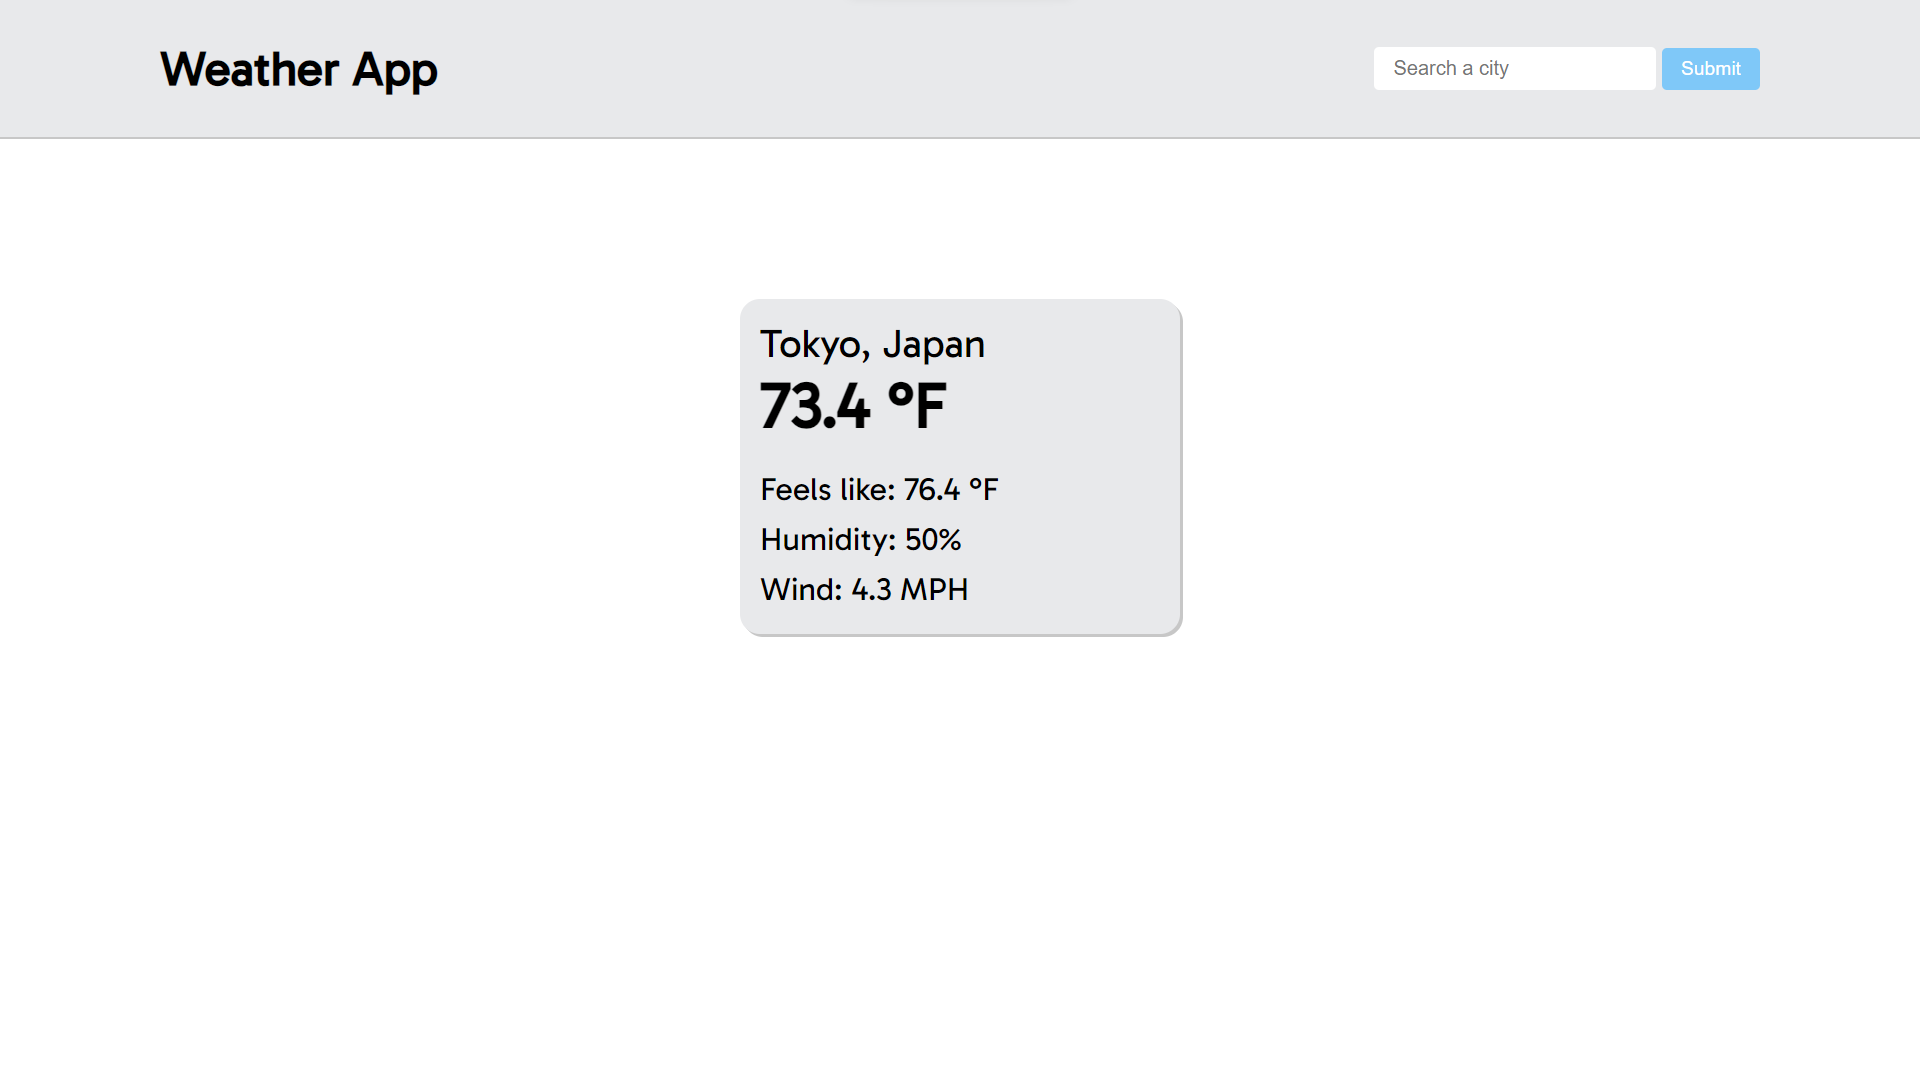 Weather App
Search a city
Submit
Tokyo, Japan
73.4 °F
Feels like: 76.4 °F
Humidity: 50%
Wind: 4.3 MPH